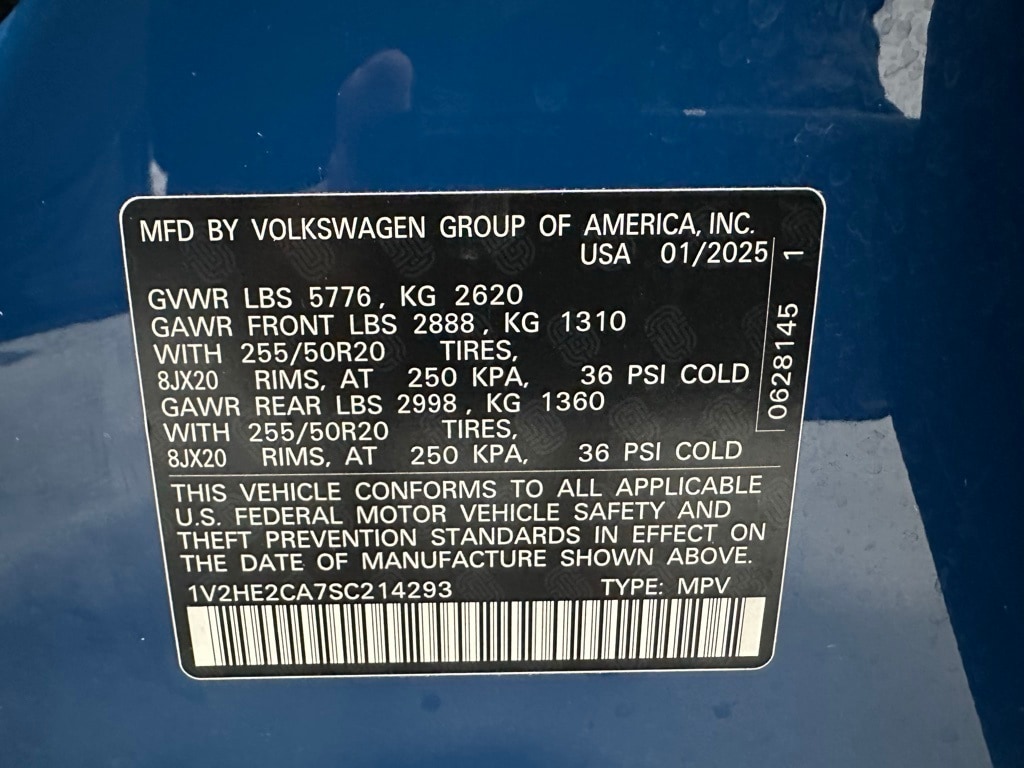 MFD BY VOLKSWAGEN GROUP OF AMERICA, INC.
USA 01/2025
GVWR LBS 5776, KG 2620
GAWR FRONT LBS 2888, KG 1310
WITH 255/50R20 TIRES,
8JX20 RIMS, AT 250 KPA, 36 PSI COLD
GAWR REAR LBS 2998, KG 1360
WITH 255/50R20 TIRES,
8JX20 RIMS, AT 250 KPA, 36 PSI COLD
0628145 1
THIS VEHICLE CONFORMS TO ALL APPLICABLE
U.S. FEDERAL MOTOR VEHICLE SAFETY AND
THEFT PREVENTION STANDARDS IN EFFECT ON
THE DATE OF MANUFACTURE SHOWN ABOVE.
1V2HE2CA7SC214293 TYPE: MPV